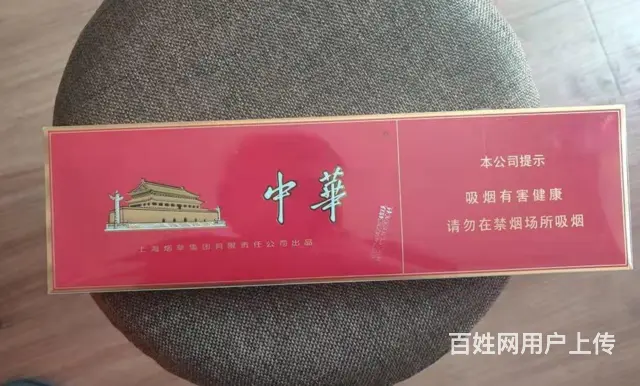 中華
上海烟草集团有限责任公司出品
本公司提示
吸烟有害健康
请勿在禁烟场所吸烟
百姓网用户上传